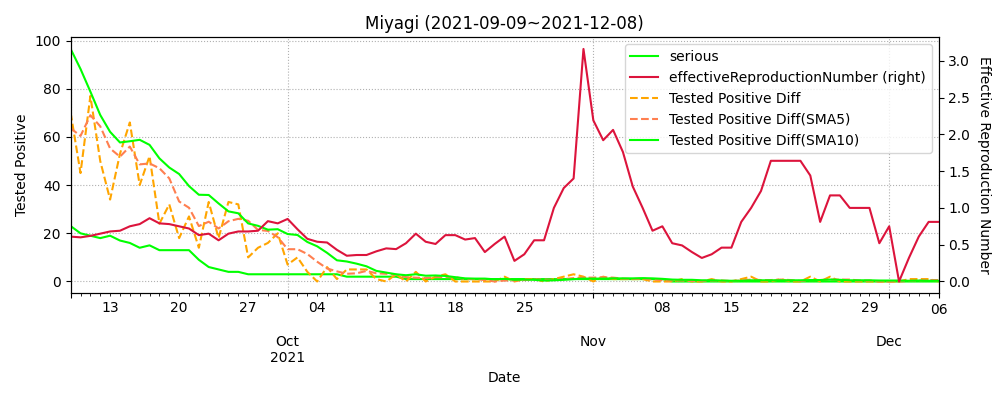 Miyagi (2021-09-09~2021-12-08)
serious
effectiveReproductionNumber (right)
Tested Positive Diff
Tested Positive Diff(SMA5)
Tested Positive Diff(SMA10)
Tested Positive
100
80
60
40
20
0
Effective Reproduction Number
3.0
2.5
2.0
1.5
1.0
0.5
0.0
13 20 27 04 11 18 25 08 15 22 29 06
Oct Nov Dec
2021
Date